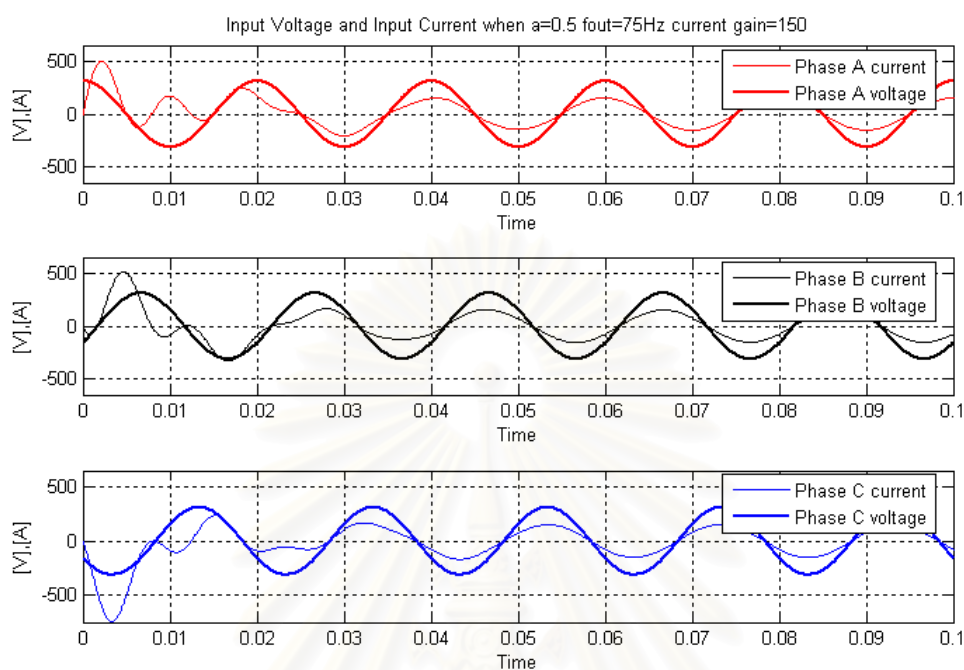 Input Voltage and Input Current when a=0.5 fout=75Hz current gain=150
500
0
-500
[V],[A]
Phase A current
Phase A voltage
0 0.01 0.02 0.03 0.04 0.05 0.06 0.07 0.08 0.09 0.1
Time
500
0
-500
[V],[A]
Phase B current
Phase B voltage
0 0.01 0.02 0.03 0.04 0.05 0.06 0.07 0.08 0.09 0.1
Time
500
0
-500
[V],[A]
Phase C current
Phase C voltage
0 0.01 0.02 0.03 0.04 0.05 0.06 0.07 0.08 0.09 0.1
Time